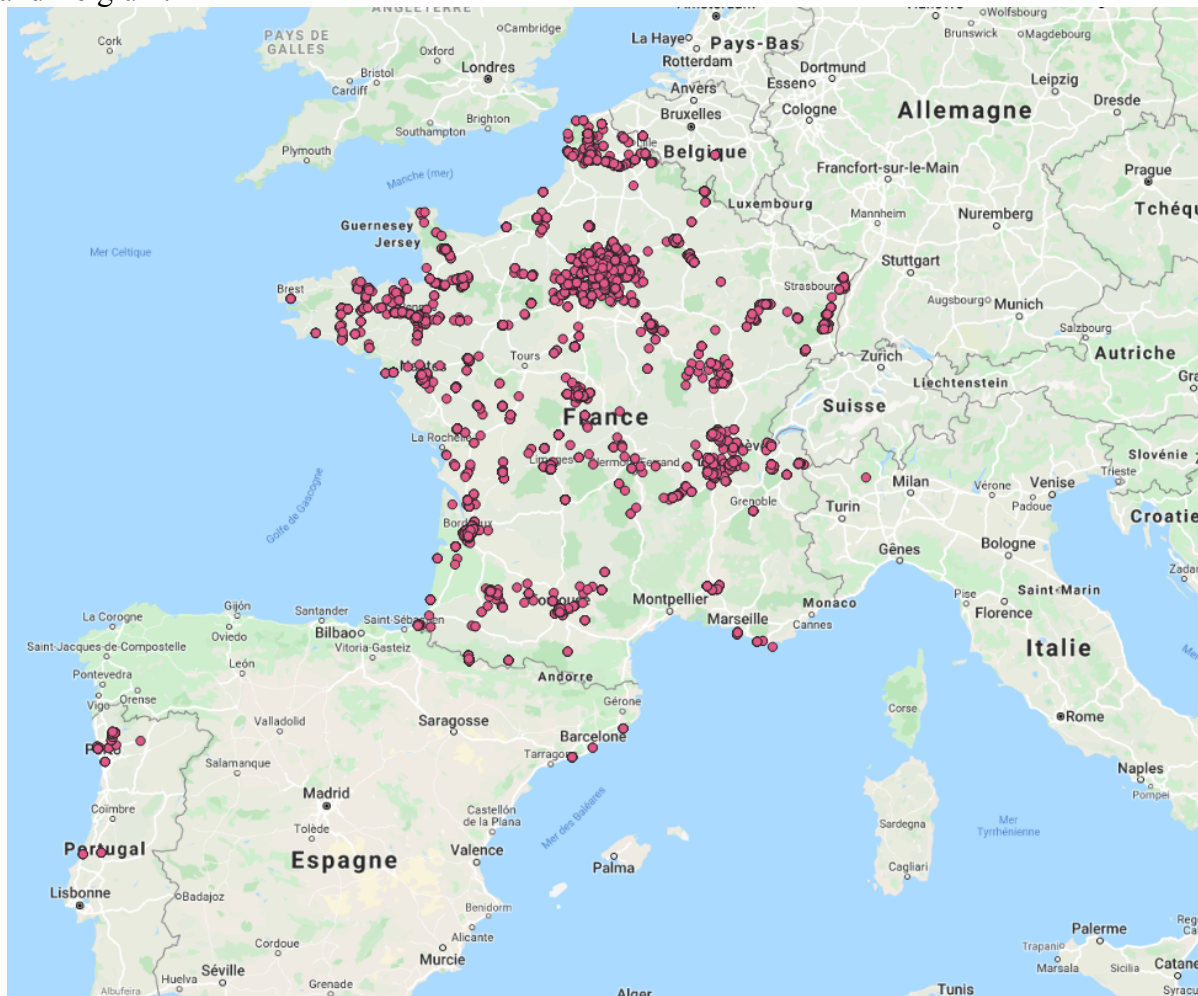 ANGLETERRE
Wolfsburg
Cork
PAYS DE
GALLES
Cambridge
La Haye
Pays-Bas
Brunswick
Magdebourg
Oxford
Rotterdam
Londres
Dortmund
Essen
Leipzig
Bristol
Cardiff
Anvers
Cologne
Allemagne
Dresde
Bruxelles
Southampton
Brighton
Lille
Plymouth
Belgique
Francfort-sur-le-Main
Prague
Manche (mer)
Luxembourg
Mannheim
Nuremberg
Guernesey
Jersey
Mer Celtique
Stuttgart
Brest
Strasbourg
Augsbourg
Munich
Salzbourg
Zurich
Autriche
Tours
Nantes
Liechtenstein
France
Suisse
La Rochelle
Slovénie
Limoges
Trieste
Milan
Vérone
Venise
Grenoble
Turin
Padoue
Golfe de Gascogne
Bordeaux
Croatie
Gênes
Bologne
Toulouse
Montpellier
Monaco
Pise
Saint-Marin
Florence
La Corogne
Gijón
Santander
Saint-Sébastien
Marseille
Cannes
Oviedo
Bilbao
Saint-Jacques-de-Compostelle
Vitoria-Gasteiz
Italie
León
Andorre
Pontevedra
Vigo
Orense
Gérone
Corse
Rome
Valladolid
Saragosse
Porto
Barcelone
Tarragone
Salamanque
Naples
Pompei
Madrid
Coïmbre
Castellón
de la Plana
Mer des Baléares
Tolède
Sardegna
Mer
Tyrrhénienne
Portugal
Espagne
Valence
Palma
Cagliari
Lisbonne
Badajoz
Benidorm
Alicante
Palerme
Cordoue
Murcie
Trapani
Marsala
Sicilia
Catane
Séville
Huelva
Albufeira
Grenade
Alger
Tunis